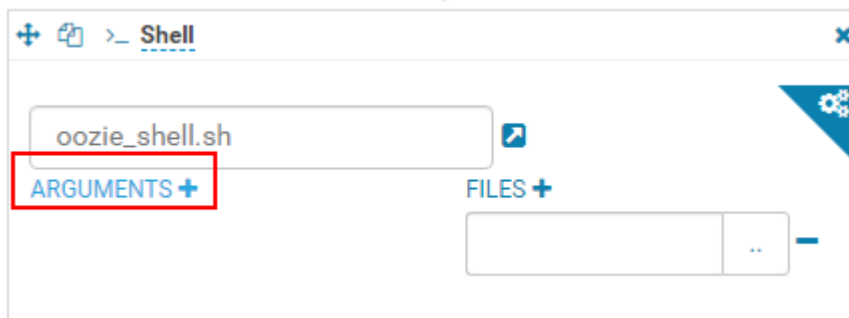 >_ Shell
oozie_shell.sh
ARGUMENTS +
FILES +
..